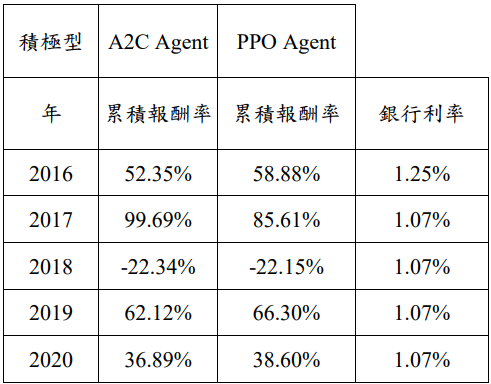 積極型 A2C Agent PPO Agent
年 累積報酬率 累積報酬率 銀行利率
2016 52.35% 58.88% 1.25%
2017 99.69% 85.61% 1.07%
2018 -22.34% -22.15% 1.07%
2019 62.12% 66.30% 1.07%
2020 36.89% 38.60% 1.07%